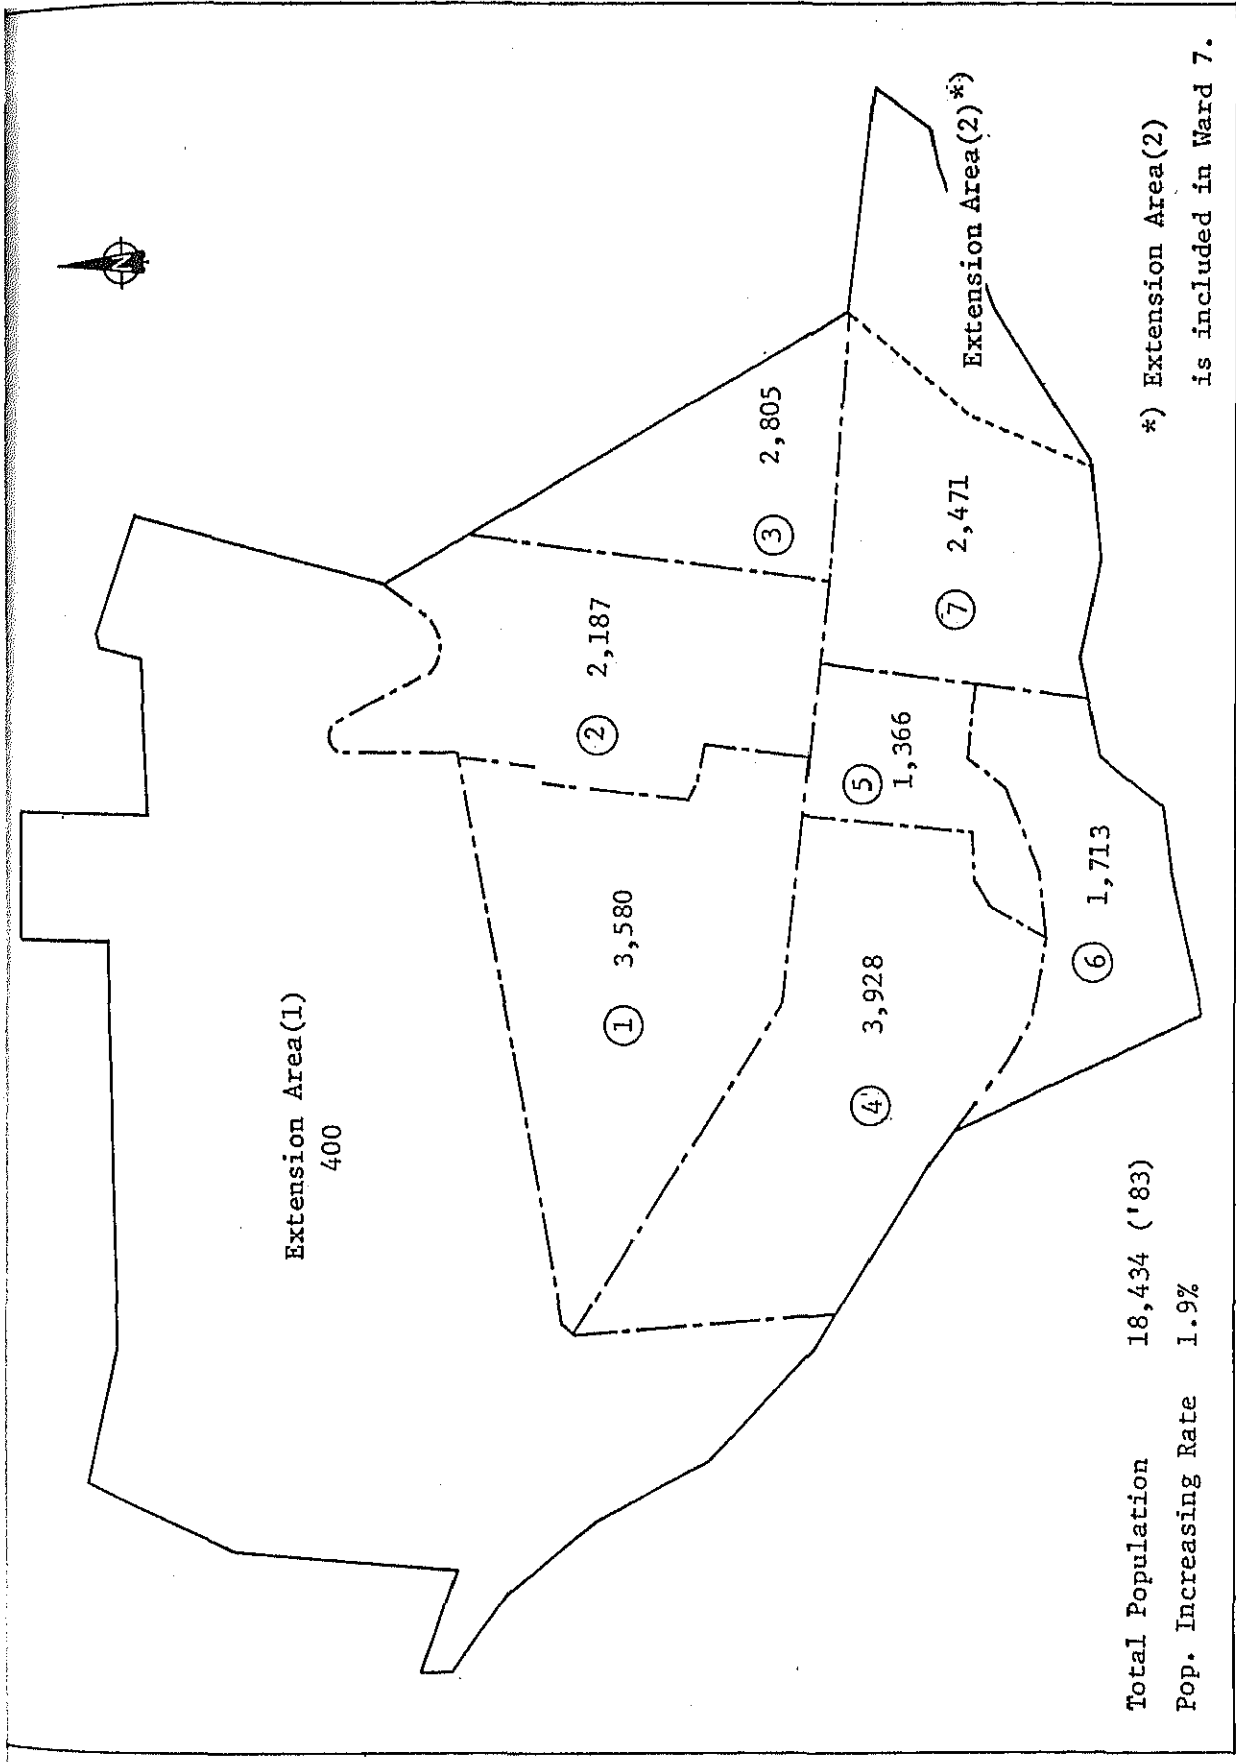 N
Extension Area(1)
400
② 2,187
③ 2,805
① 3,580
⑤
1,366
④ 3,928
⑦ 2,471
⑥ 1,713
Extension Area(2)*)
Total Population 18,434 ('83)
Pop. Increasing Rate 1.9%
*) Extension Area(2)
is included in Ward 7.